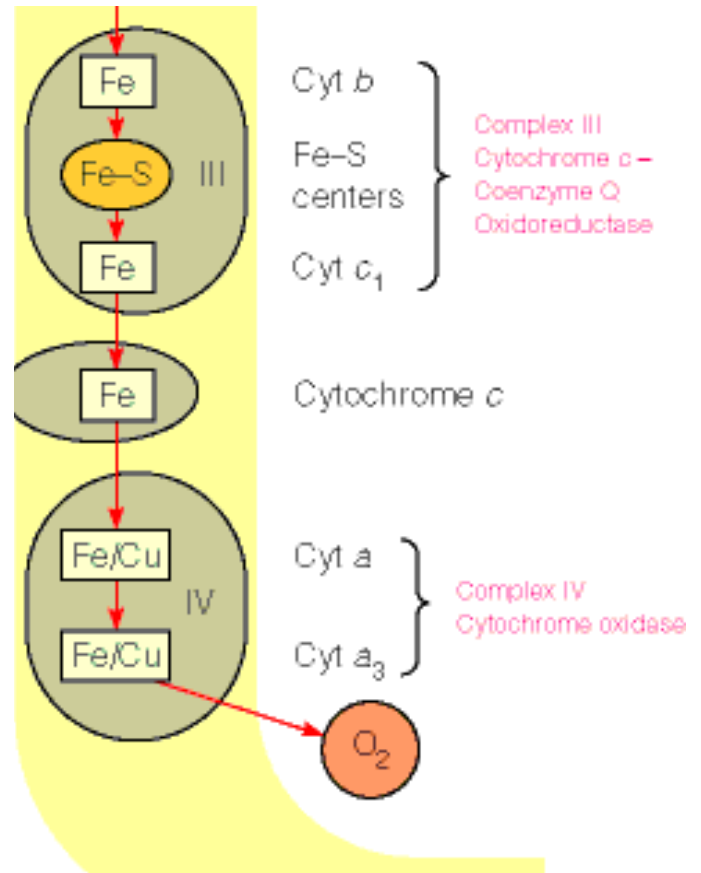 Fe
Cyt b
Fe–S
III
Fe–S
centers
Fe
Cyt c₁
Complex III
Cytochrome c –
Coenzyme Q
Oxidoreductase
Fe
Cytochrome c
Fe/Cu
Cyt a
IV
Fe/Cu
Cyt a₃
Complex IV
Cytochrome oxidase
O₂